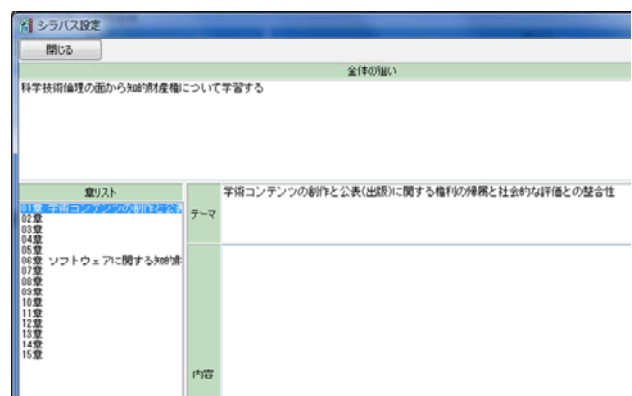 シラバス設定
閉じる
全体の狙い
科学技術倫理の面から知的財産権について学習する
章リスト
01章 学術コンテンツの創作と公表
02章
03章
04章
05章
06章 ソフトウェアに関する知的財
07章
08章
09章
10章
11章
12章
13章
14章
15章
テーマ
学術コンテンツの創作と公表(出版)に関する権利の帰属と社会的な評価との整合性
内容